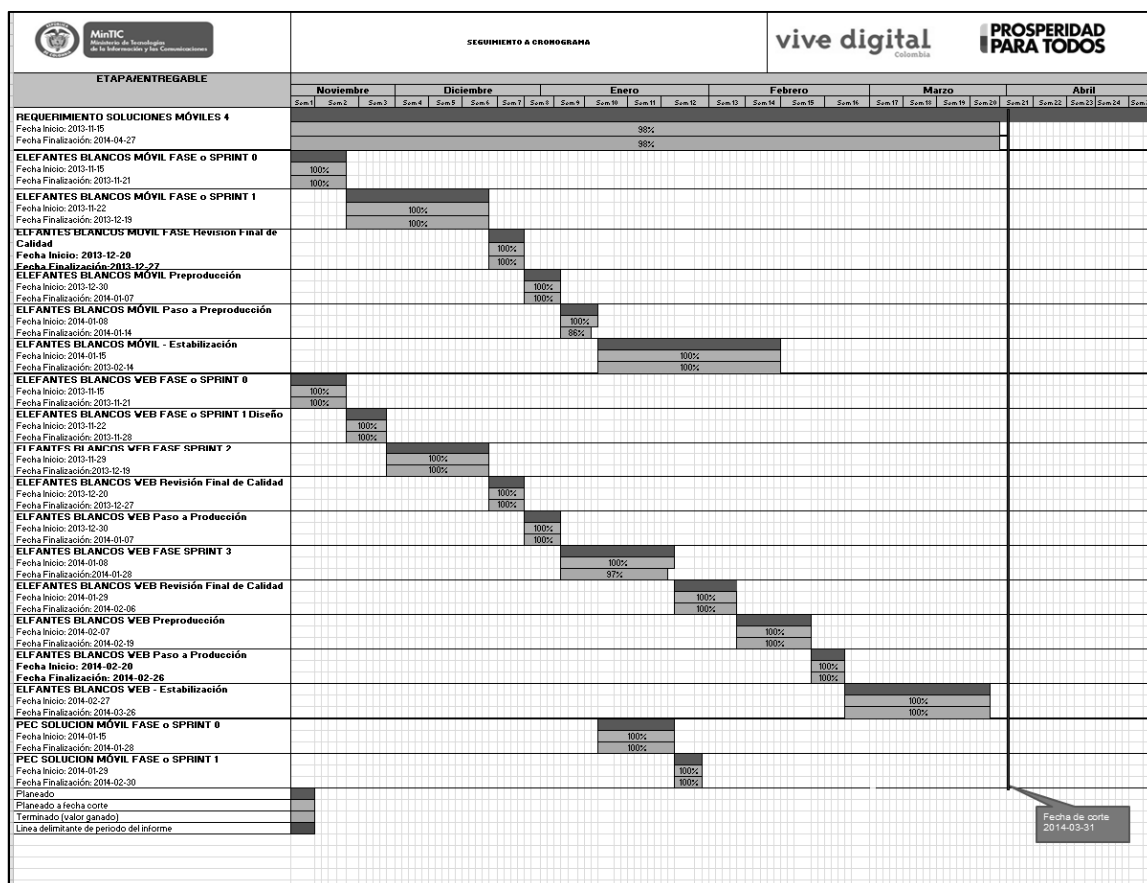 MinTIC
Ministerio de Tecnologías
de la Información y las Comunicaciones
SEGUIMIENTO A CRONOGRAMA
vive digital
Colombia
PROSPERIDAD
PARA TODOS
ETAPA/ENTREGABLE
Noviembre Diciembre Enero Febrero Marzo Abril
Sem 1 Sem 2 Sem 3 Sem 4 Sem 5 Sem 6 Sem 7 Sem 8 Sem 9 Sem 10 Sem 11 Sem 12 Sem 13 Sem 14 Sem 15 Sem 16 Sem 17 Sem 18 Sem 19 Sem 20 Sem 21 Sem 22 Sem 23 Sem 24
REQUERIMIENTO SOLUCIONES MÓVILES 4
Fecha Inicio: 2013-11-15
98%
Fecha Finalización: 2014-04-27
98%
ELEFANTES BLANCOS MÓVIL FASE o SPRINT 0
Fecha Inicio: 2013-11-15
100%
Fecha Finalización: 2013-11-21
100%
ELEFANTES BLANCOS MÓVIL FASE o SPRINT 1
Fecha Inicio: 2013-11-22
100%
Fecha Finalización: 2013-12-19
100%
ELFANTES BLANCOS MÓVIL FASE Revisión Final de
Calidad
100%
Fecha Inicio: 2013-12-20
100%
Fecha Finalización:2013-12-27
ELEFANTES BLANCOS MÓVIL Preproducción
Fecha Inicio: 2013-12-30
100%
Fecha Finalización: 2014-01-07
100%
ELFANTES BLANCOS MÓVIL Paso a Preproducción
Fecha Inicio: 2014-01-08
100%
Fecha Finalización: 2014-01-14
86%
ELFANTES BLANCOS MÓVIL - Estabilización
Fecha Inicio: 2014-01-15
100%
Fecha Finalización: 2013-02-14
100%
ELEFANTES BLANCOS WEB FASE o SPRINT 0
Fecha Inicio: 2013-11-15
100%
Fecha Finalización: 2013-11-21
100%
ELEFANTES BLANCOS WEB FASE o SPRINT 1 Diseño
Fecha Inicio: 2013-11-22
100%
Fecha Finalización: 2013-11-28
100%
ELFANTES BLANCOS WEB FASE SPRINT 2
Fecha Inicio: 2013-11-29
100%
Fecha Finalización:2013-12-19
100%
ELEFANTES BLANCOS WEB Revisión Final de Calidad
Fecha Inicio: 2013-12-20
100%
Fecha Finalización: 2013-12-27
100%
ELFANTES BLANCOS WEB Paso a Producción
Fecha Inicio: 2013-12-30
100%
Fecha Finalización: 2014-01-07
100%
ELEFANTES BLANCOS WEB FASE SPRINT 3
Fecha Inicio: 2014-01-08
100%
Fecha Finalización:2014-01-28
97%
ELEFANTES BLANCOS WEB Revisión Final de Calidad
Fecha Inicio: 2014-01-29
100%
Fecha Finalización: 2014-02-06
100%
ELFANTES BLANCOS WEB Preproducción
Fecha Inicio: 2014-02-07
100%
Fecha Finalización: 2014-02-19
100%
ELFANTES BLANCOS WEB Paso a Producción
Fecha Inicio: 2014-02-20
100%
Fecha Finalización: 2014-02-26
100%
ELFANTES BLANCOS WEB - Estabilización
Fecha Inicio: 2014-02-27
100%
Fecha Finalización: 2014-03-26
100%
PEC SOLUCION MÓVIL FASE o SPRINT 0
Fecha Inicio: 2014-01-15
100%
Fecha Finalización: 2014-01-28
100%
PEC SOLUCION MÓVIL FASE o SPRINT 1
Fecha Inicio: 2014-01-29
100%
Fecha Finalización: 2014-02-30
100%
Planeado
Planeado a fecha corte
Terminado (valor ganado)
Linea delimitante de periodo del informe
Fecha de corte
2014-03-31